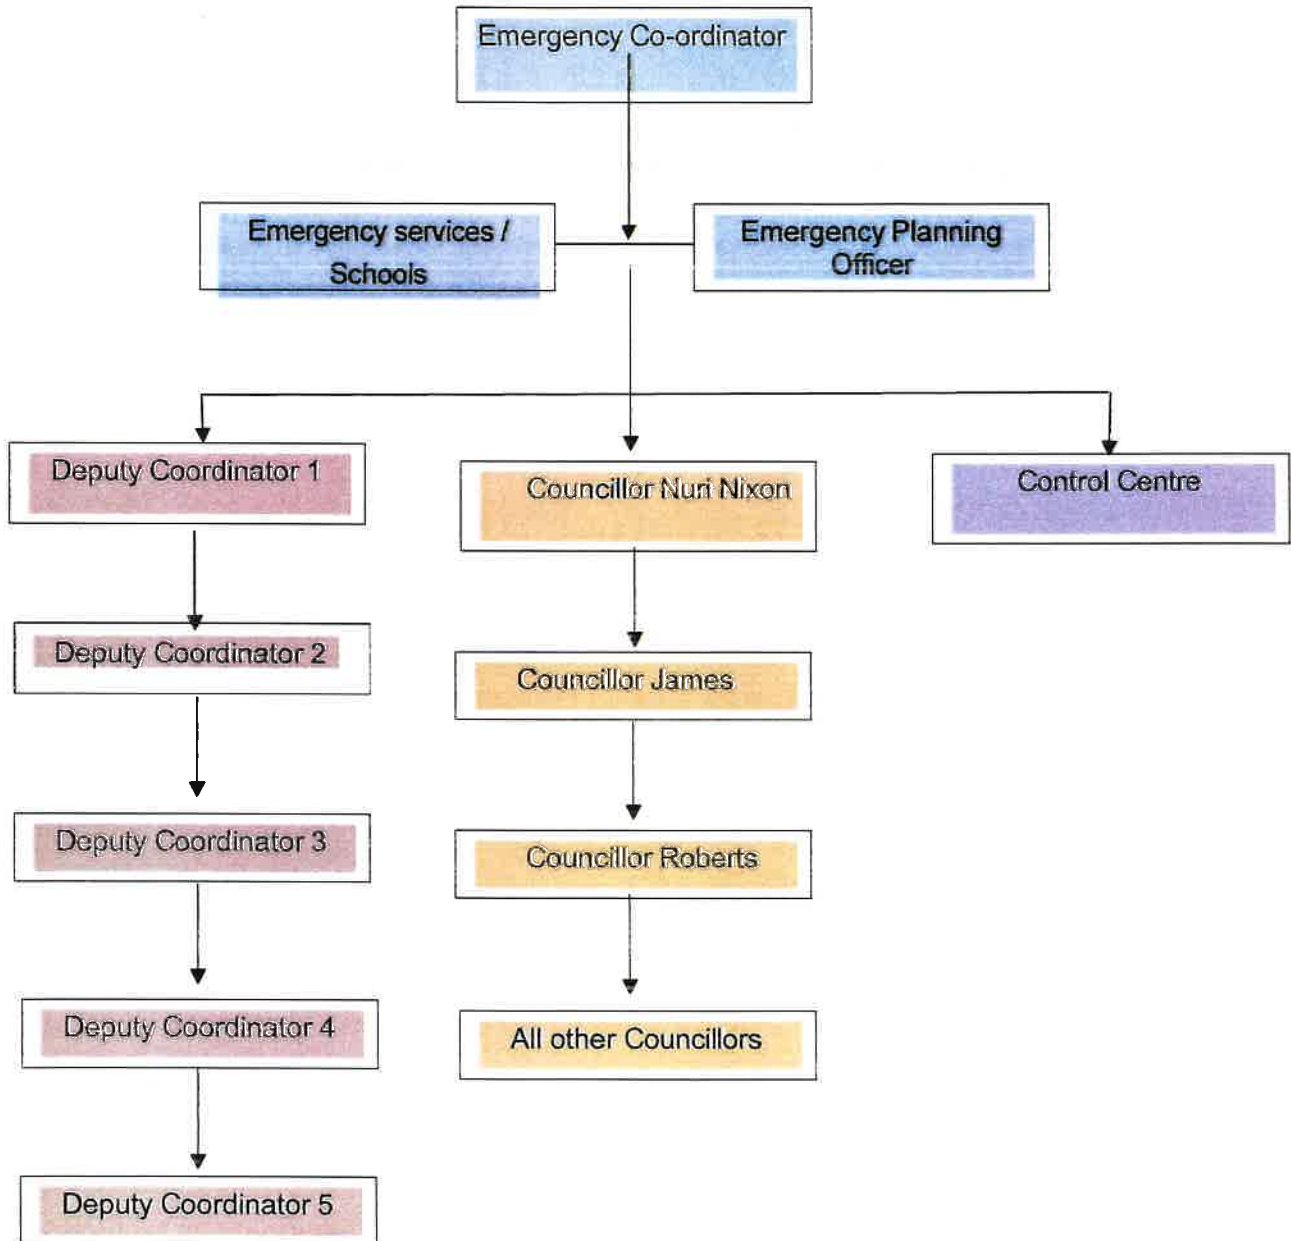 Emergency Co-ordinator
Emergency services /
Schools
Emergency Planning
Officer
Deputy Coordinator 1
Councillor Nuri Nixon
Control Centre
Deputy Coordinator 2
Councillor James
Deputy Coordinator 3
Councillor Roberts
Deputy Coordinator 4
All other Councillors
Deputy Coordinator 5